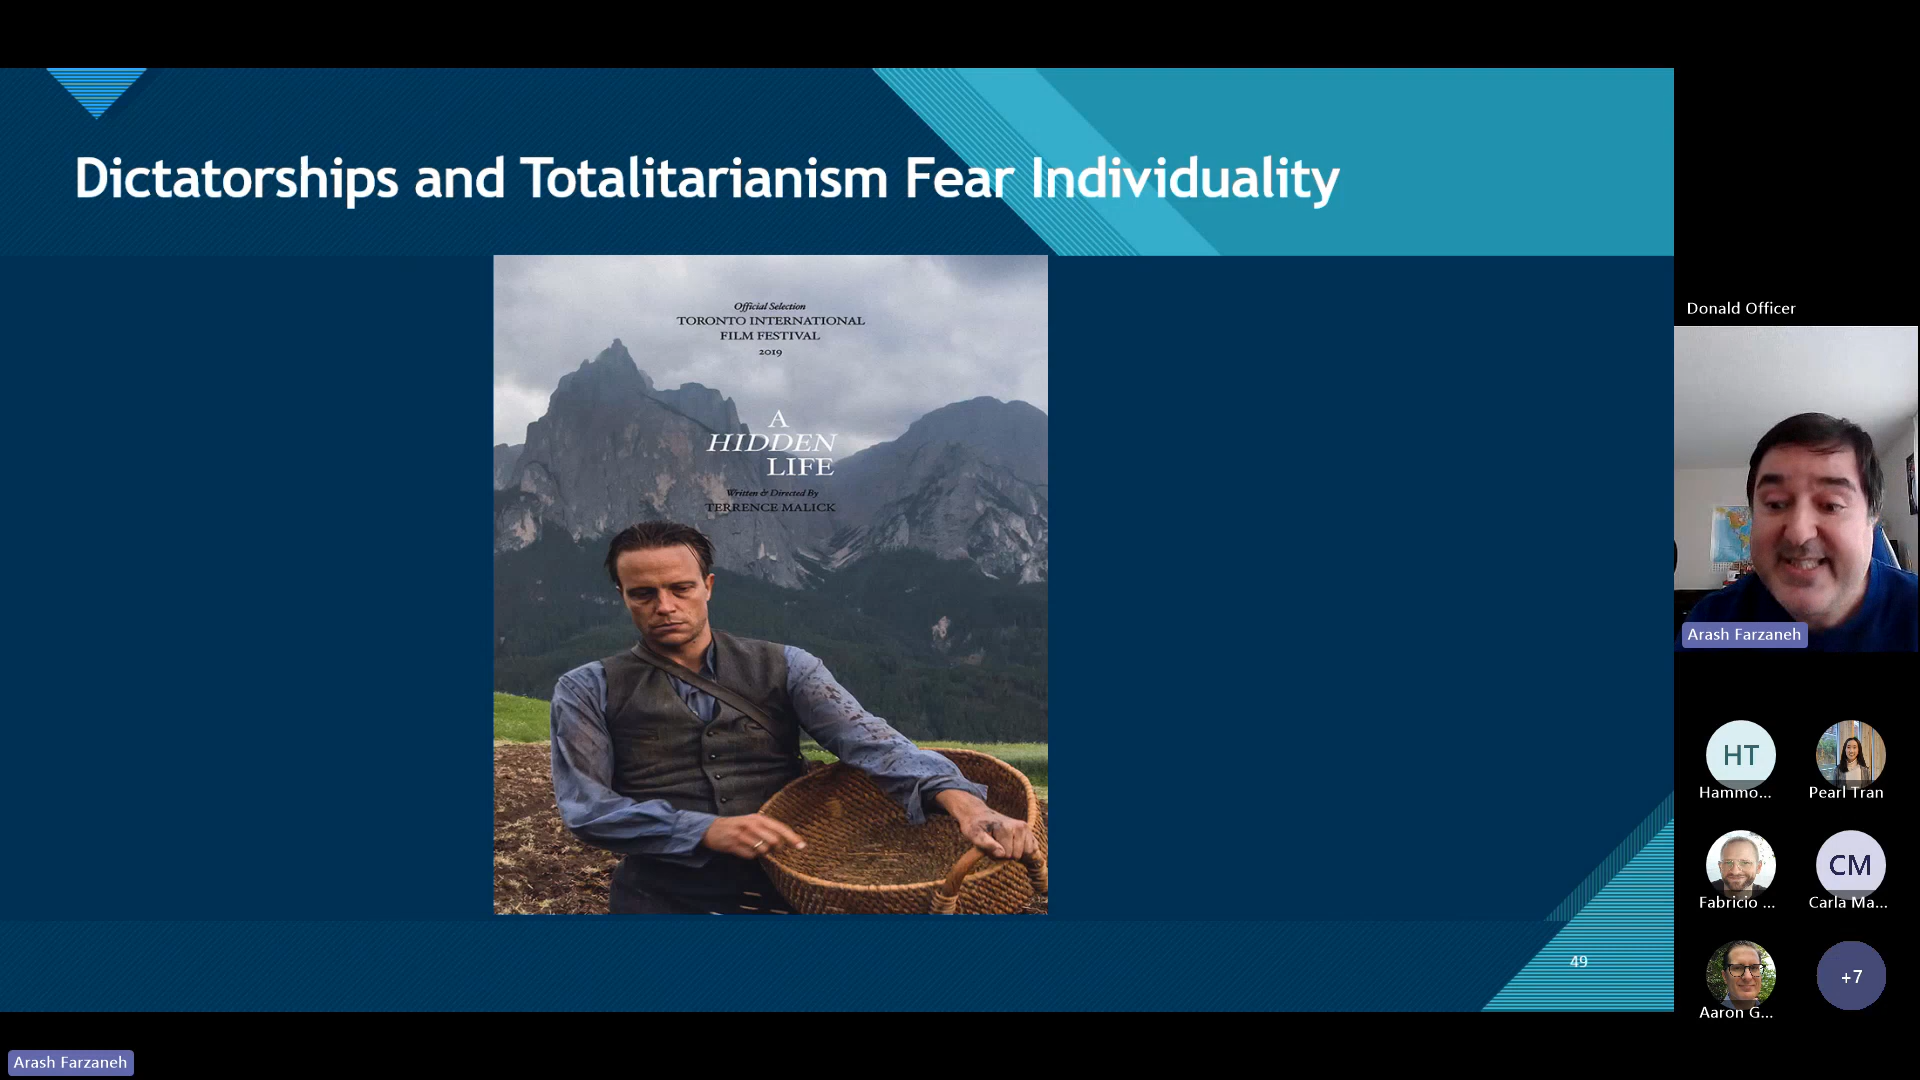 Dictatorships and Totalitarianism Fear Individuality
Official Selection
TORONTO INTERNATIONAL
FILM FESTIVAL
2019
A
HIDDEN
LIFE
Written & Directed By
TERRENCE MALICK
49
Donald Officer
Arash Farzaneh
HT
Hammo...
Pearl Tran
Fabricio ...
CM
Carla Ma...
Aaron G...
+7
Arash Farzaneh